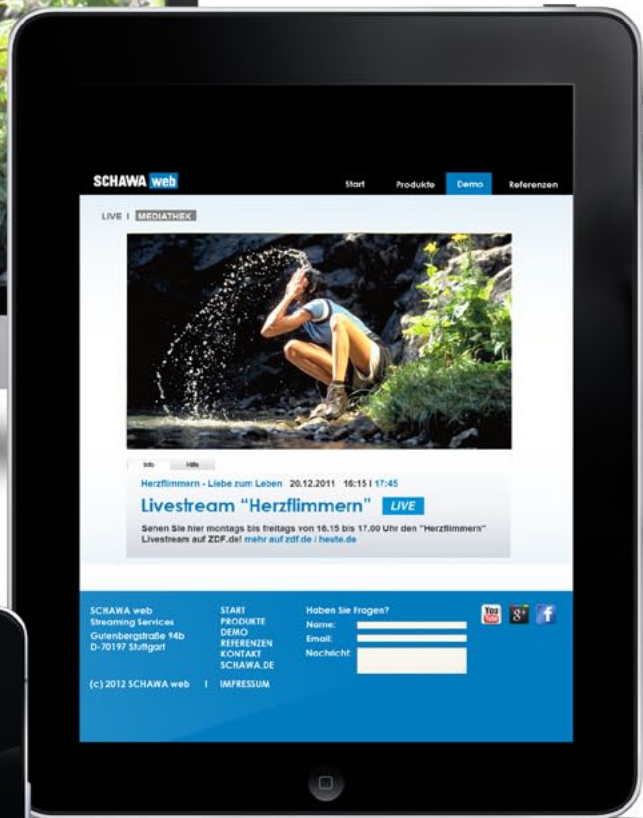 SCHAWA web
Start Produkte Demo Referenzen
LIVE I MEDIATHEK
Info Hilfe
Herzflimmern - Liebe zum Leben 20.12.2011 16:15 I 17:45
Livestream "Herzflimmern" LIVE
Sehen Sie hier montags bis freitags von 16.15 bis 17.00 Uhr den "Herzflimmern"
Livestream auf ZDF.de! mehr auf zdf.de / heute.de
SCHAWA web
Streaming Services
Gutenbergstraße 94b
D-70197 Stuttgart
(c) 2012 SCHAWA web I IMPRESSUM
START
PRODUKTE
DEMO
REFERENZEN
KONTAKT
SCHAWA.DE
Haben Sie Fragen?
Name:
Email:
Nachricht:
You Tube
g+
f